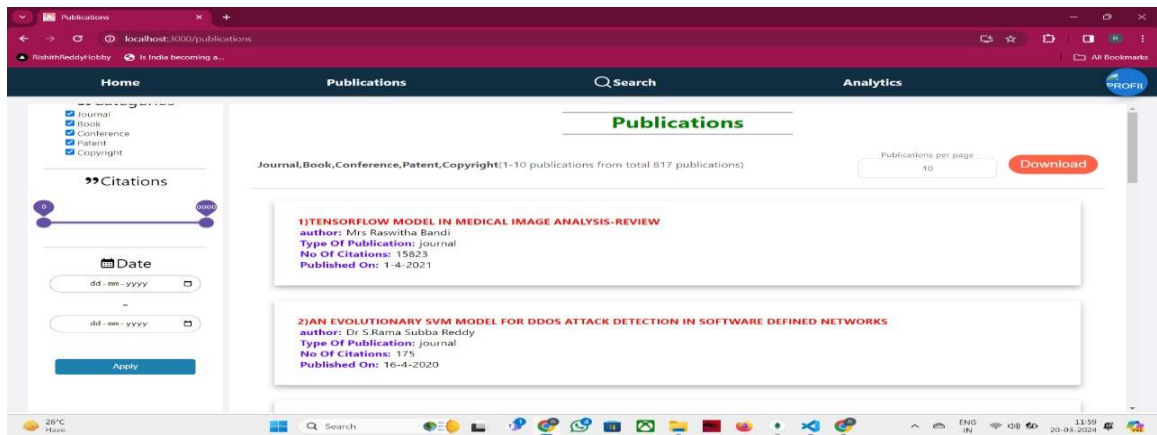 Publications
localhost:3000/publications
RishithReddyHobby Is India becoming a...
All Bookmarks
Home Publications Search Analytics PROFIL
Categories
Journal
Book
Conference
Patent
Copyright
Citations
0
0000
Date
dd-mm-yyyy
dd-mm-yyyy
Apply
Publications
Journal,Book,Conference,Patent,Copyright(1-10 publications from total 817 publications)
Publications per page
10
Download
1)TENSORFLOW MODEL IN MEDICAL IMAGE ANALYSIS-REVIEW
author: Mrs Raswitha Bandi
Type Of Publication: journal
No Of Citations: 15823
Published On: 1-4-2021
2)AN EVOLUTIONARY SVM MODEL FOR DDOS ATTACK DETECTION IN SOFTWARE DEFINED NETWORKS
author: Dr S.Rama Subba Reddy
Type Of Publication: journal
No Of Citations: 175
Published On: 16-4-2020
26°C
Haze
Search
ENG
IN
11:59
20-03-2024